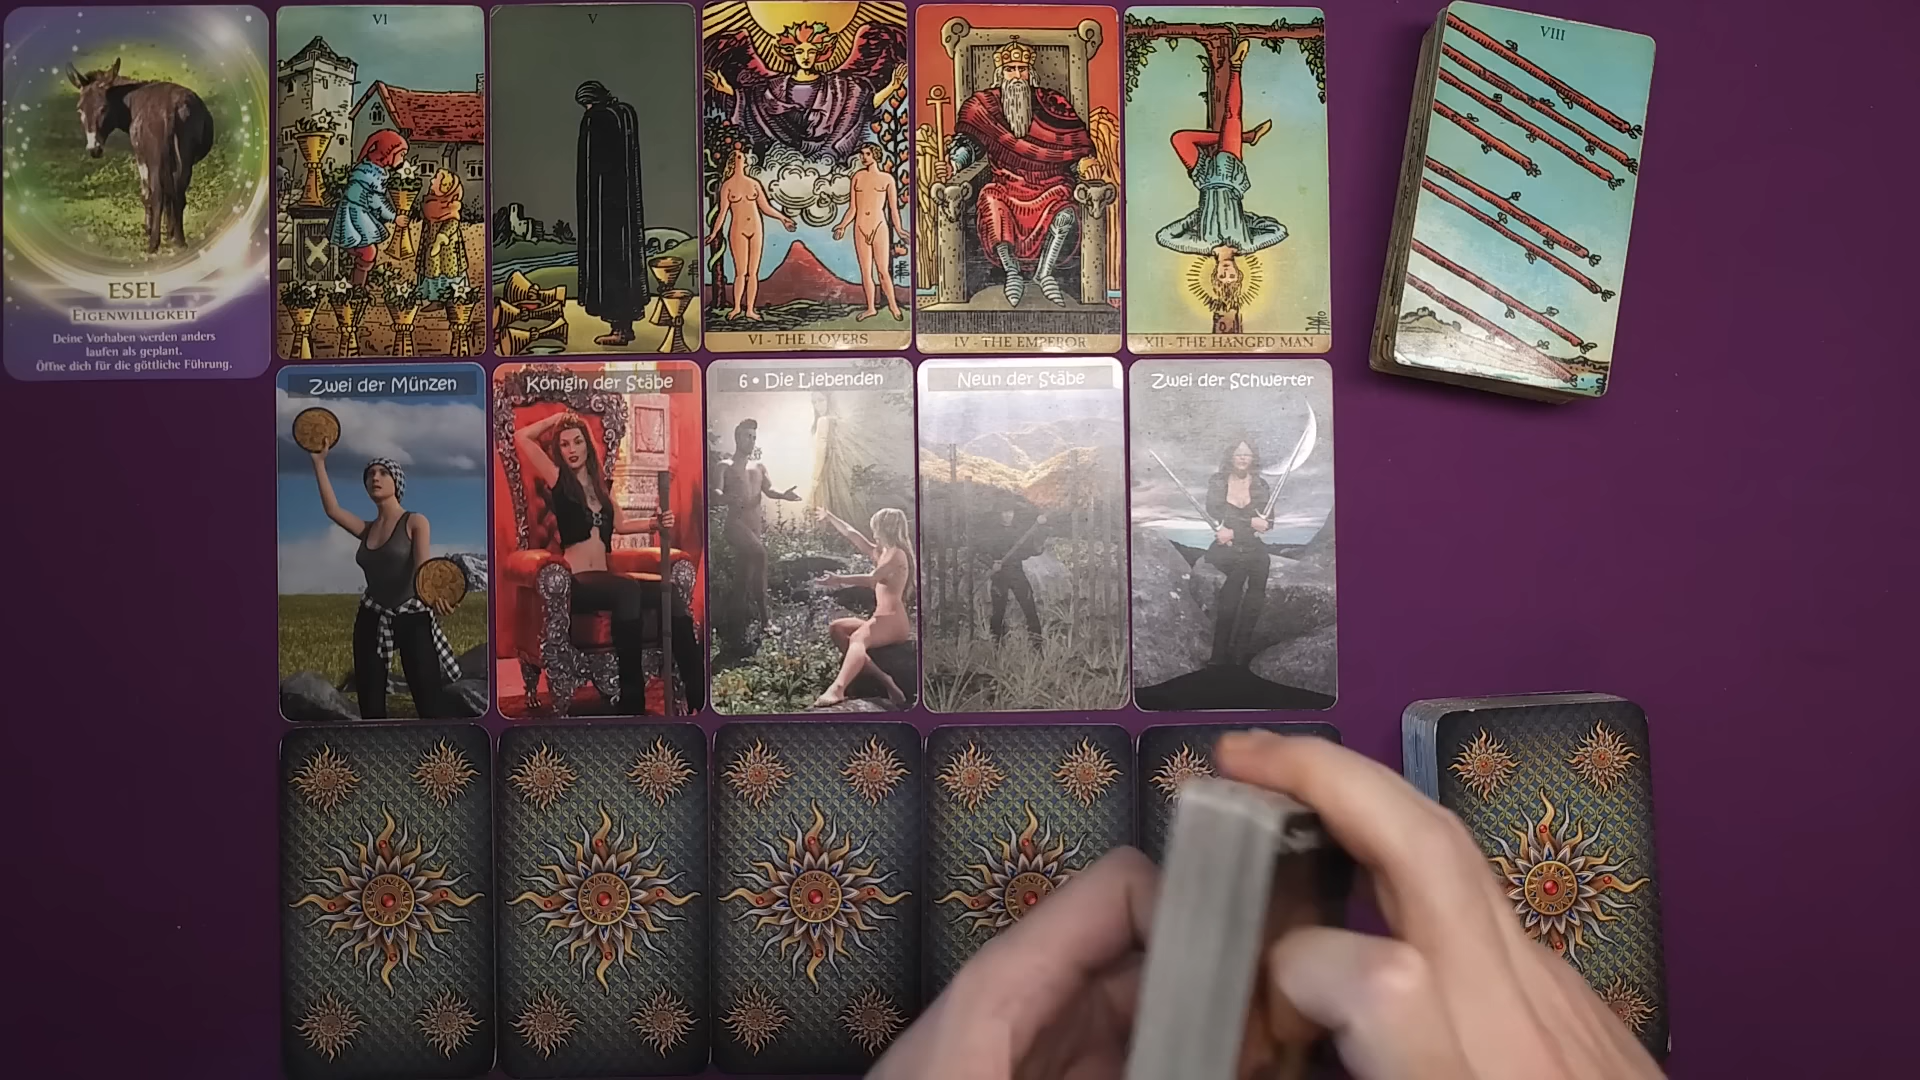 ESEL
EIGENWILLIGKEIT
Deine Vorhaben werden anders
laufen als geplant.
Öffne dich für die göttliche Führung.
VI
V
VI - THE LOVERS
IV - THE EMPEROR
XII - THE HANGED MAN
VIII
Zwei der Münzen
Königin der Stäbe
6 • Die Liebenden
Neun der Stäbe
Zwei der Schwerter